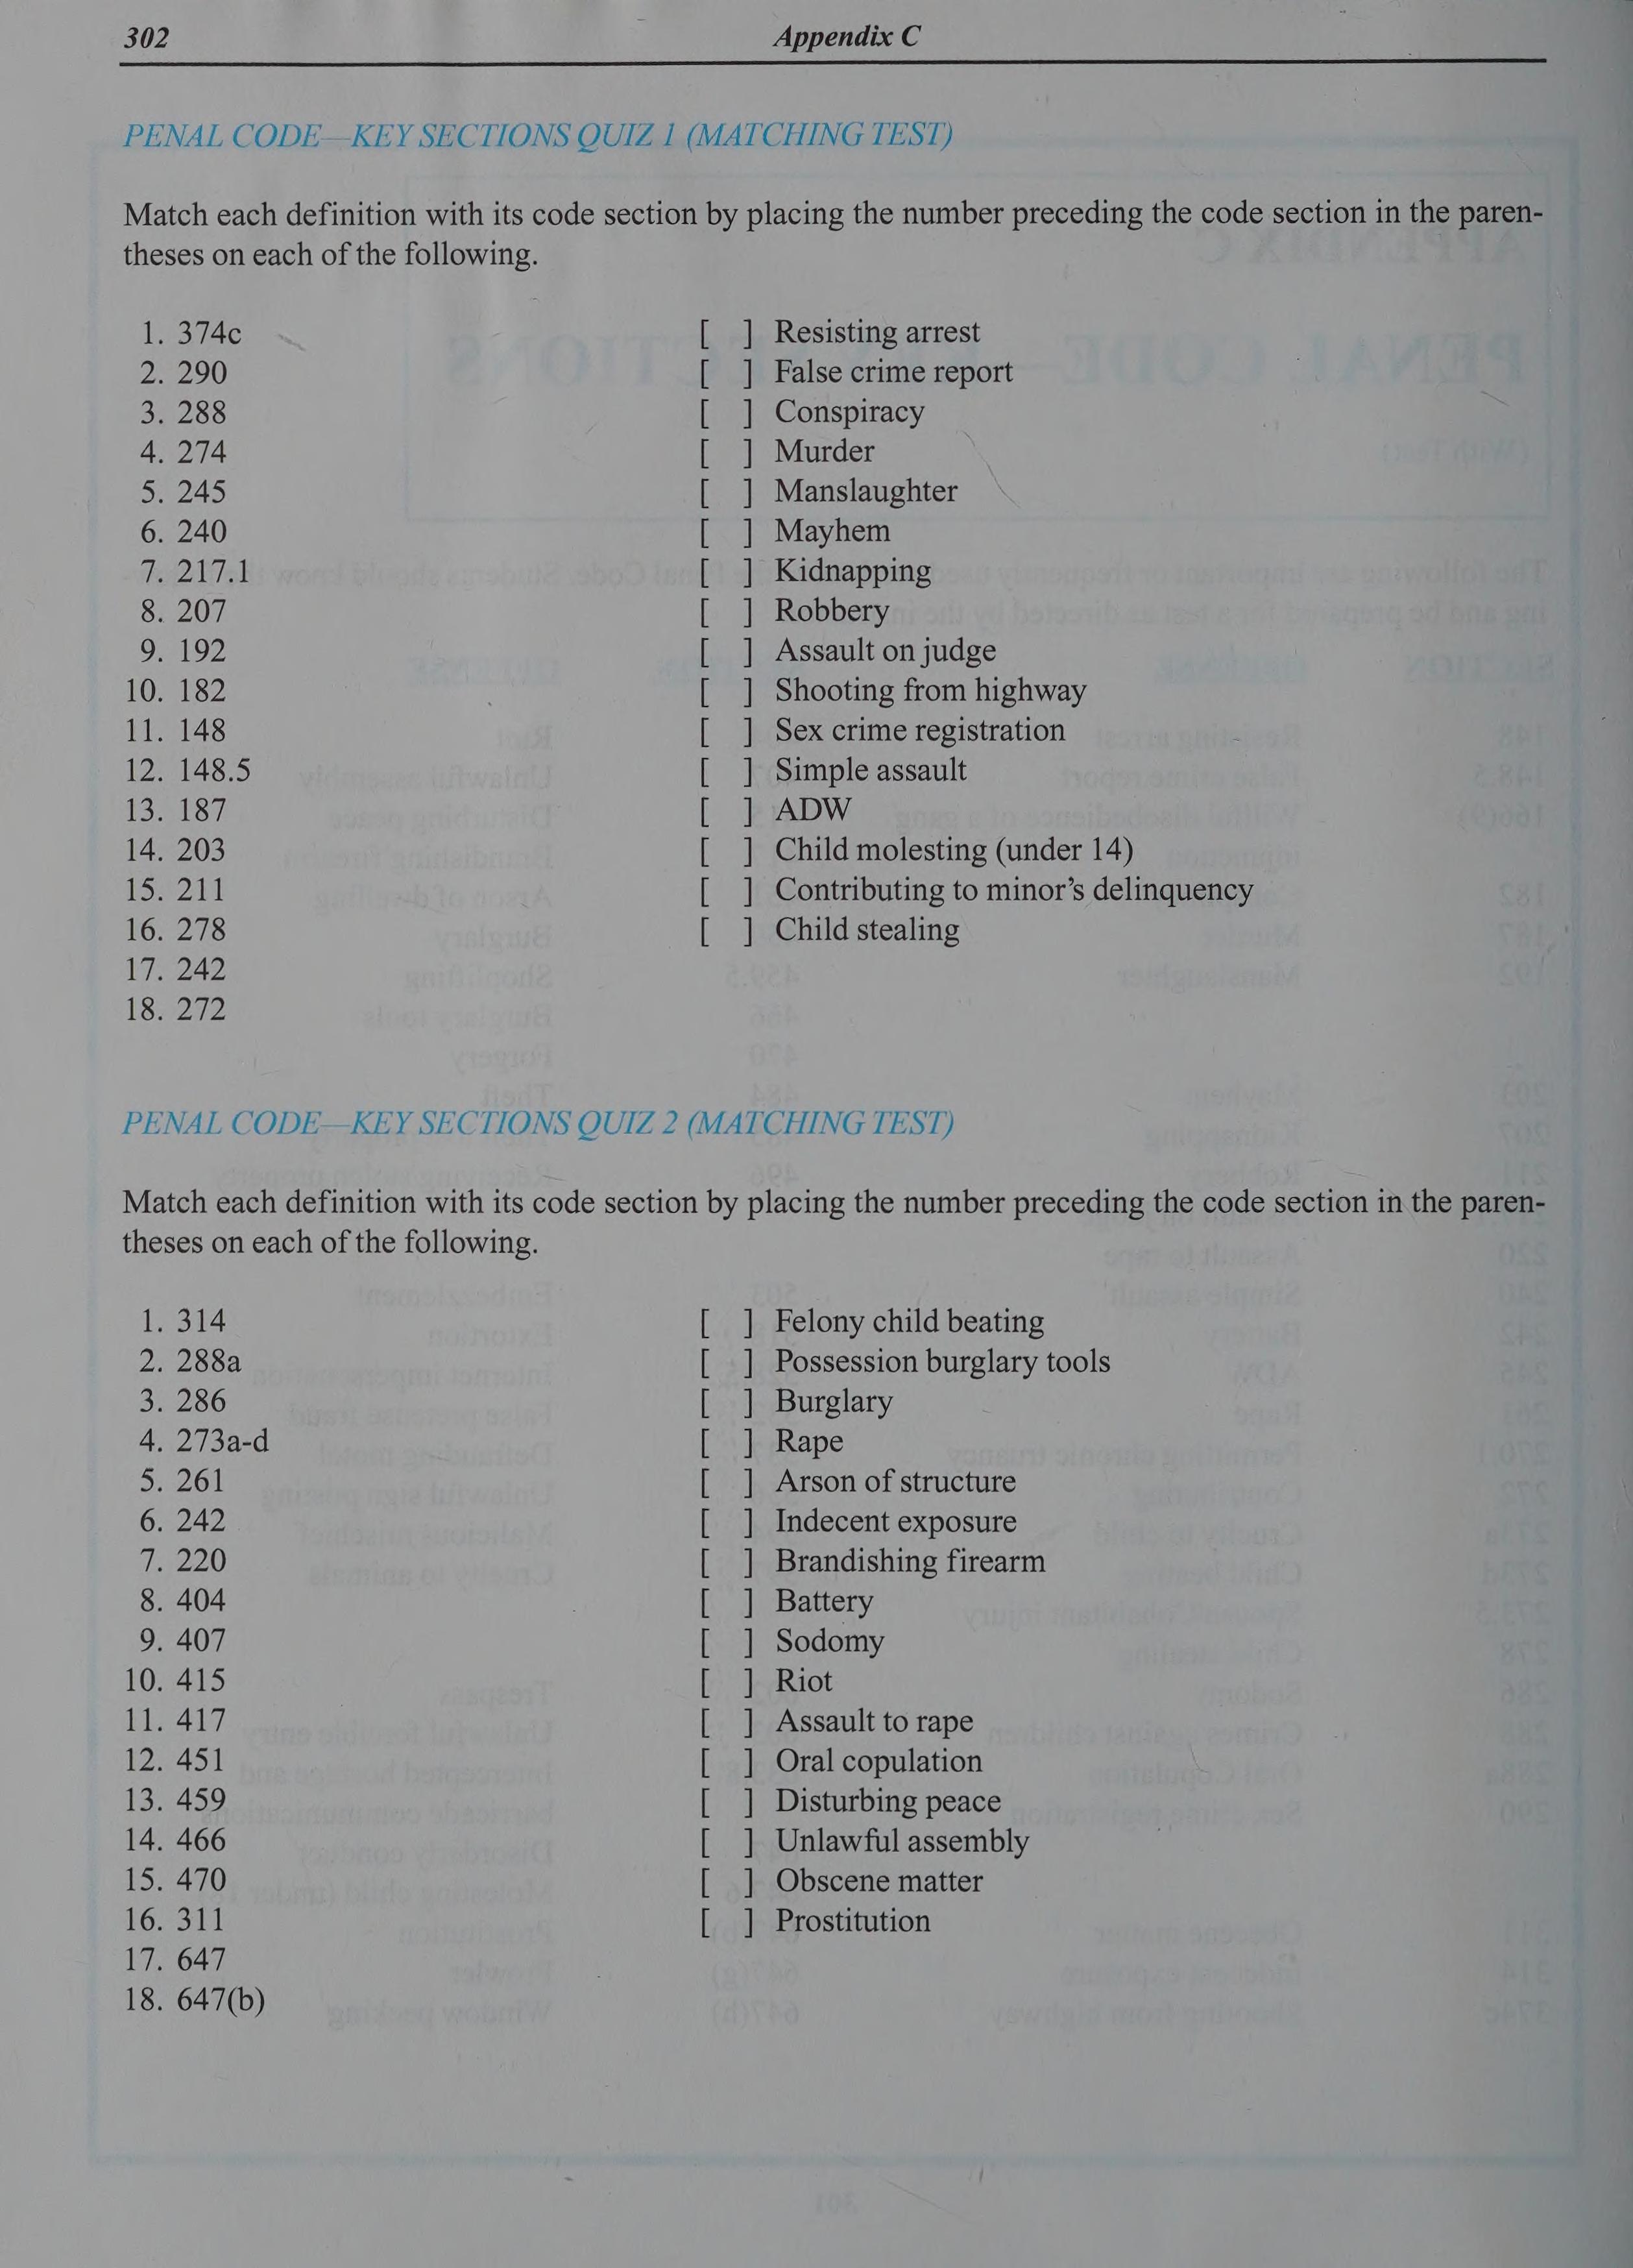 302 Appendix C
PENAL CODE—KEY SECTIONS QUIZ 1 (MATCHING TEST)
Match each definition with its code section by placing the number preceding the code section in the paren-
theses on each of the following.
1. 374c [ ] Resisting arrest
2. 290 [ ] False crime report
3. 288 [ ] Conspiracy
4. 274 [ ] Murder
5. 245 [ ] Manslaughter
6. 240 [ ] Mayhem
7. 217.1 [ ] Kidnapping
8. 207 [ ] Robbery
9. 192 [ ] Assault on judge
10. 182 [ ] Shooting from highway
11. 148 [ ] Sex crime registration
12. 148.5 [ ] Simple assault
13. 187 [ ] ADW
14. 203 [ ] Child molesting (under 14)
15. 211 [ ] Contributing to minor’s delinquency
16. 278 [ ] Child stealing
17. 242
18. 272
PENAL CODE—KEY SECTIONS QUIZ 2 (MATCHING TEST)
Match each definition with its code section by placing the number preceding the code section in the paren-
theses on each of the following.
1. 314 [ ] Felony child beating
2. 288a [ ] Possession burglary tools
3. 286 [ ] Burglary
4. 273a-d [ ] Rape
5. 261 [ ] Arson of structure
6. 242 [ ] Indecent exposure
7. 220 [ ] Brandishing firearm
8. 404 [ ] Battery
9. 407 [ ] Sodomy
10. 415 [ ] Riot
11. 417 [ ] Assault to rape
12. 451 [ ] Oral copulation
13. 459 [ ] Disturbing peace
14. 466 [ ] Unlawful assembly
15. 470 [ ] Obscene matter
16. 311 [ ] Prostitution
17. 647
18. 647(b)